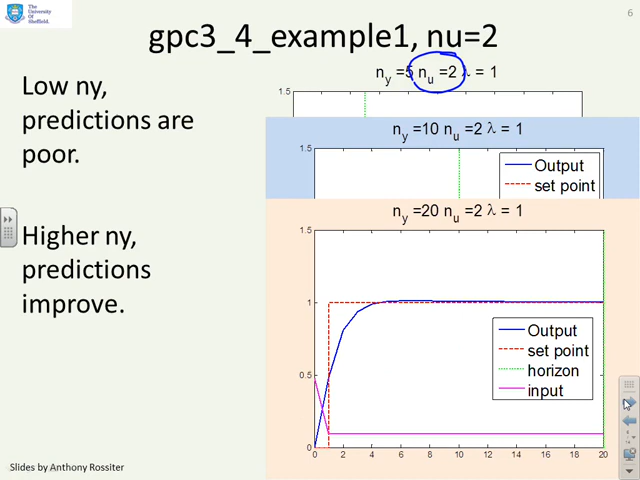 The
University
Of
Sheffield.
6
gpc3_4_example1, nu=2
Low ny,
predictions are
poor.
Higher ny,
predictions
improve.
n_y =5 n_u =2 λ = 1
1.5
n_y =10 n_u =2 λ = 1
1.5
Output
set point
n_y =20 n_u =2 λ = 1
1.5
1
0.5
0
Output
set point
horizon
input
0 2 4 6 8 10 12 14 16 18 20
Slides by Anthony Rossiter